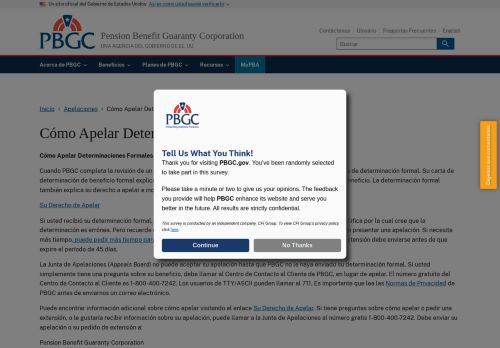 Un sitio oficial del Gobierno de Estados Unidos Así es como usted puede verificarlo
PBGC
Pension Benefit Guaranty Corporation
UNA AGENCIA DEL GOBIERNO DE EE. UU.
Contáctenos Glosario Preguntas Frecuentes English
Buscar
Acerca de PBGC Beneficios Planes de PBGC Recursos MyPBA
Inicio Apelaciones Cómo Apelar Dete
Cómo Apelar Deter
Cómo Apelar Determinaciones Formales
Cuando PBGC completa la revisión de un
de determinación formal. Cada
carta de determinación de benefico formal explic
eficio. La determinación formal
también explica su derecho a apelar e inc
Su Derecho de Apelar
Si usted recibió su determinación formal,
fica por la cual cree que la
determinación es errónea. Pero recuerde
presentar una apelación. Si necesita
más tiempo, puede pedir más tiempo para
tensión debe enviarse antes de que
expire el período de 45 días.
La Junta de Apelaciones (Appeals Board) no puede aceptar su apelación hasta que PBGC no le haya enviado su determinación formal. Si usted
simplemente tiene una pregunta sobre su beneficio, debe llamar al Centro de Contacto al Cliente de PBGC, en lugar de apelar. El número gratuito del
Centro de Contacto al Cliente es 1-800-400-7242. Los usuarios de TTY/ASCII pueden llamar al 711. Es importante que lea las Normas de Privacidad de
PBGC antes de enviarnos un correo electrónico.
Puede encontrar información adicional sobre cómo apelar visitando el enlace Su Derecho de Apelar. Si tiene preguntas sobre cómo apelar o pedir una
extensión, o le gustaría recibir información sobre su apelación, puede llamar a la Junta de Apelaciones al número gratis 1-800-400-7242. Debe enviar su
apelación o su pedido de extensión a:
Pension Benefit Guaranty Corporation
PBGC
Protecting America's Pensions
Tell Us What You Think!
Thank you for visiting PBGC.gov. You've been randomly selected
to take part in this survey.
Please take a minute or two to give us your opinions. The feedback
you provide will help PBGC enhance its website and serve you
better in the future. All results are strictly confidential.
This survey is conducted by an independent company, CFI Group. To view CFI Group's privacy policy,
click here.
Continue
No Thanks
Déjenos sus comentarios